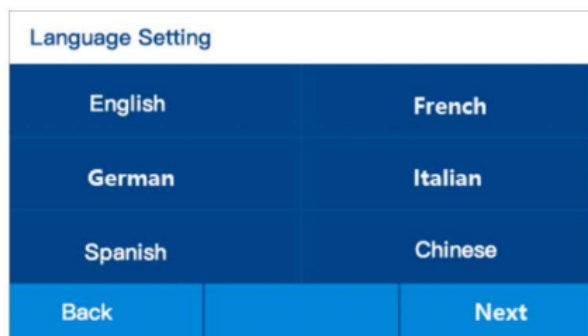 Language Setting
English French
German Italian
Spanish Chinese
Back Next